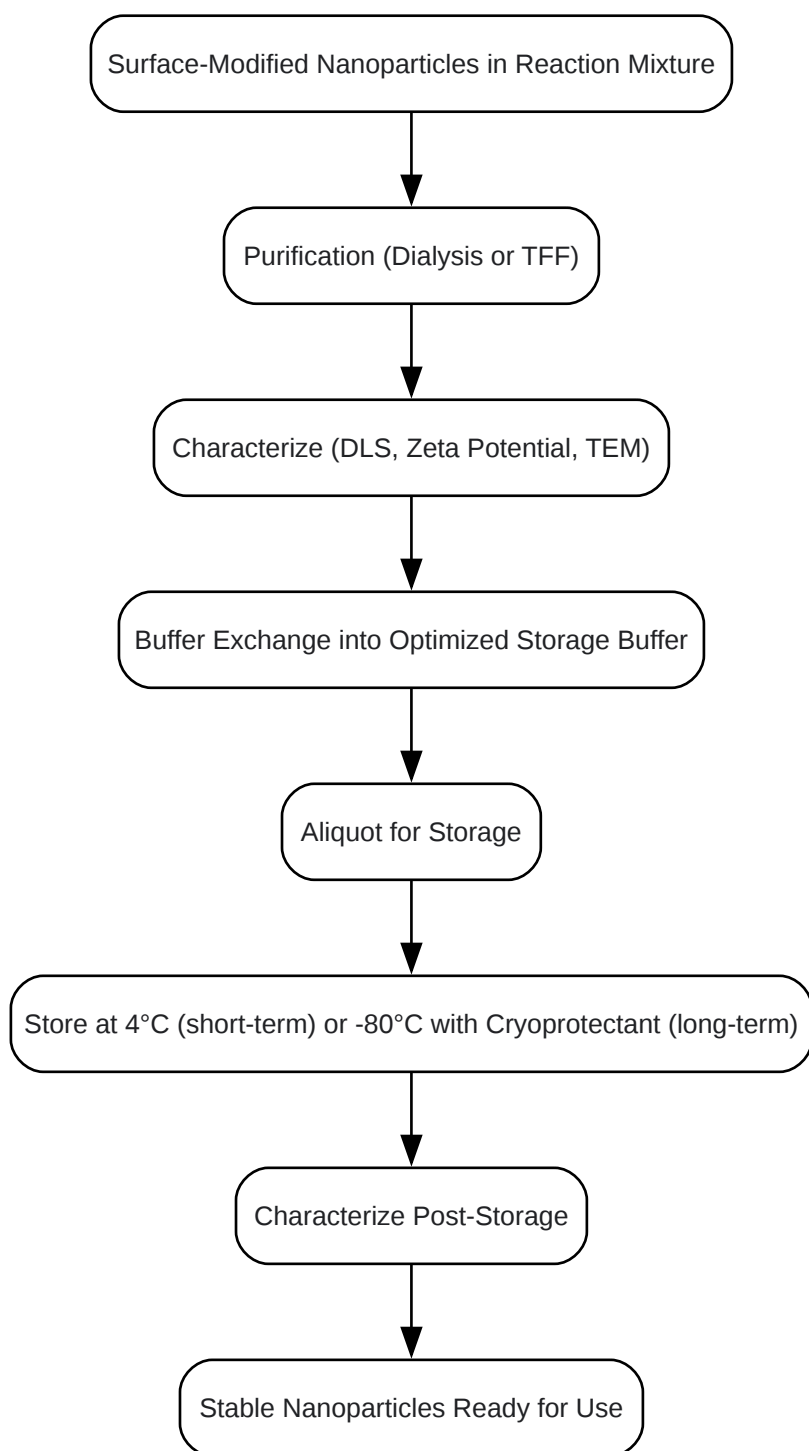 Surface-Modified Nanoparticles in Reaction Mixture
Purification (Dialysis or TFF)
Characterize (DLS, Zeta Potential, TEM)
Buffer Exchange into Optimized Storage Buffer
Aliquot for Storage
Store at 4°C (short-term) or -80°C with Cryoprotectant (long-term)
Characterize Post-Storage
Stable Nanoparticles Ready for Use